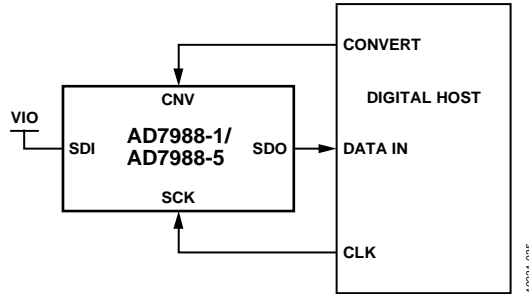 CONVERT
CNV
DIGITAL HOST
VIO
AD7988-1/
AD7988-5
SDI
SDO
DATA IN
SCK
CLK